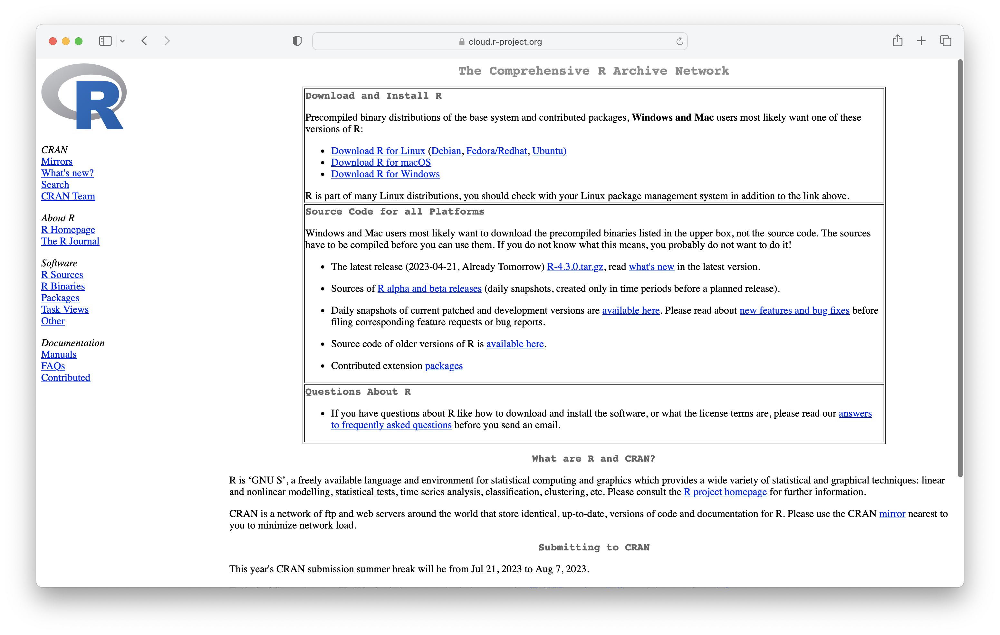 cloud.r-project.org
R
CRAN
Mirrors
What's new?
Search
CRAN Team
About R
R Homepage
The R Journal
Software
R Sources
R Binaries
Packages
Task Views
Other
Documentation
Manuals
FAQs
Contributed
The Comprehensive R Archive Network
Download and Install R
Precompiled binary distributions of the base system and contributed packages, Windows and Mac users most likely want one of these
versions of R:
• Download R for Linux (Debian, Fedora/Redhat, Ubuntu)
• Download R for macOS
• Download R for Windows
R is part of many Linux distributions, you should check with your Linux package management system in addition to the link above.
Source Code for all Platforms
Windows and Mac users most likely want to download the precompiled binaries listed in the upper box, not the source code. The sources
have to be compiled before you can use them. If you do not know what this means, you probably do not want to do it!
• The latest release (2023-04-21, Already Tomorrow) R-4.3.0.tar.gz, read what's new in the latest version.
• Sources of R alpha and beta releases (daily snapshots, created only in time periods before a planned release).
• Daily snapshots of current patched and development versions are available here. Please read about new features and bug fixes before
filing corresponding feature requests or bug reports.
• Source code of older versions of R is available here.
• Contributed extension packages
Questions About R
• If you have questions about R like how to download and install the software, or what the license terms are, please read our answers
to frequently asked questions before you send an email.
What are R and CRAN?
R is ‘GNU S’, a freely available language and environment for statistical computing and graphics which provides a wide variety of statistical and graphical techniques: linear
and nonlinear modelling, statistical tests, time series analysis, classification, clustering, etc. Please consult the R project homepage for further information.
CRAN is a network of ftp and web servers around the world that store identical, up-to-date, versions of code and documentation for R. Please use the CRAN mirror nearest to
you to minimize network load.
Submitting to CRAN
This year's CRAN submission summer break will be from Jul 21, 2023 to Aug 7, 2023.